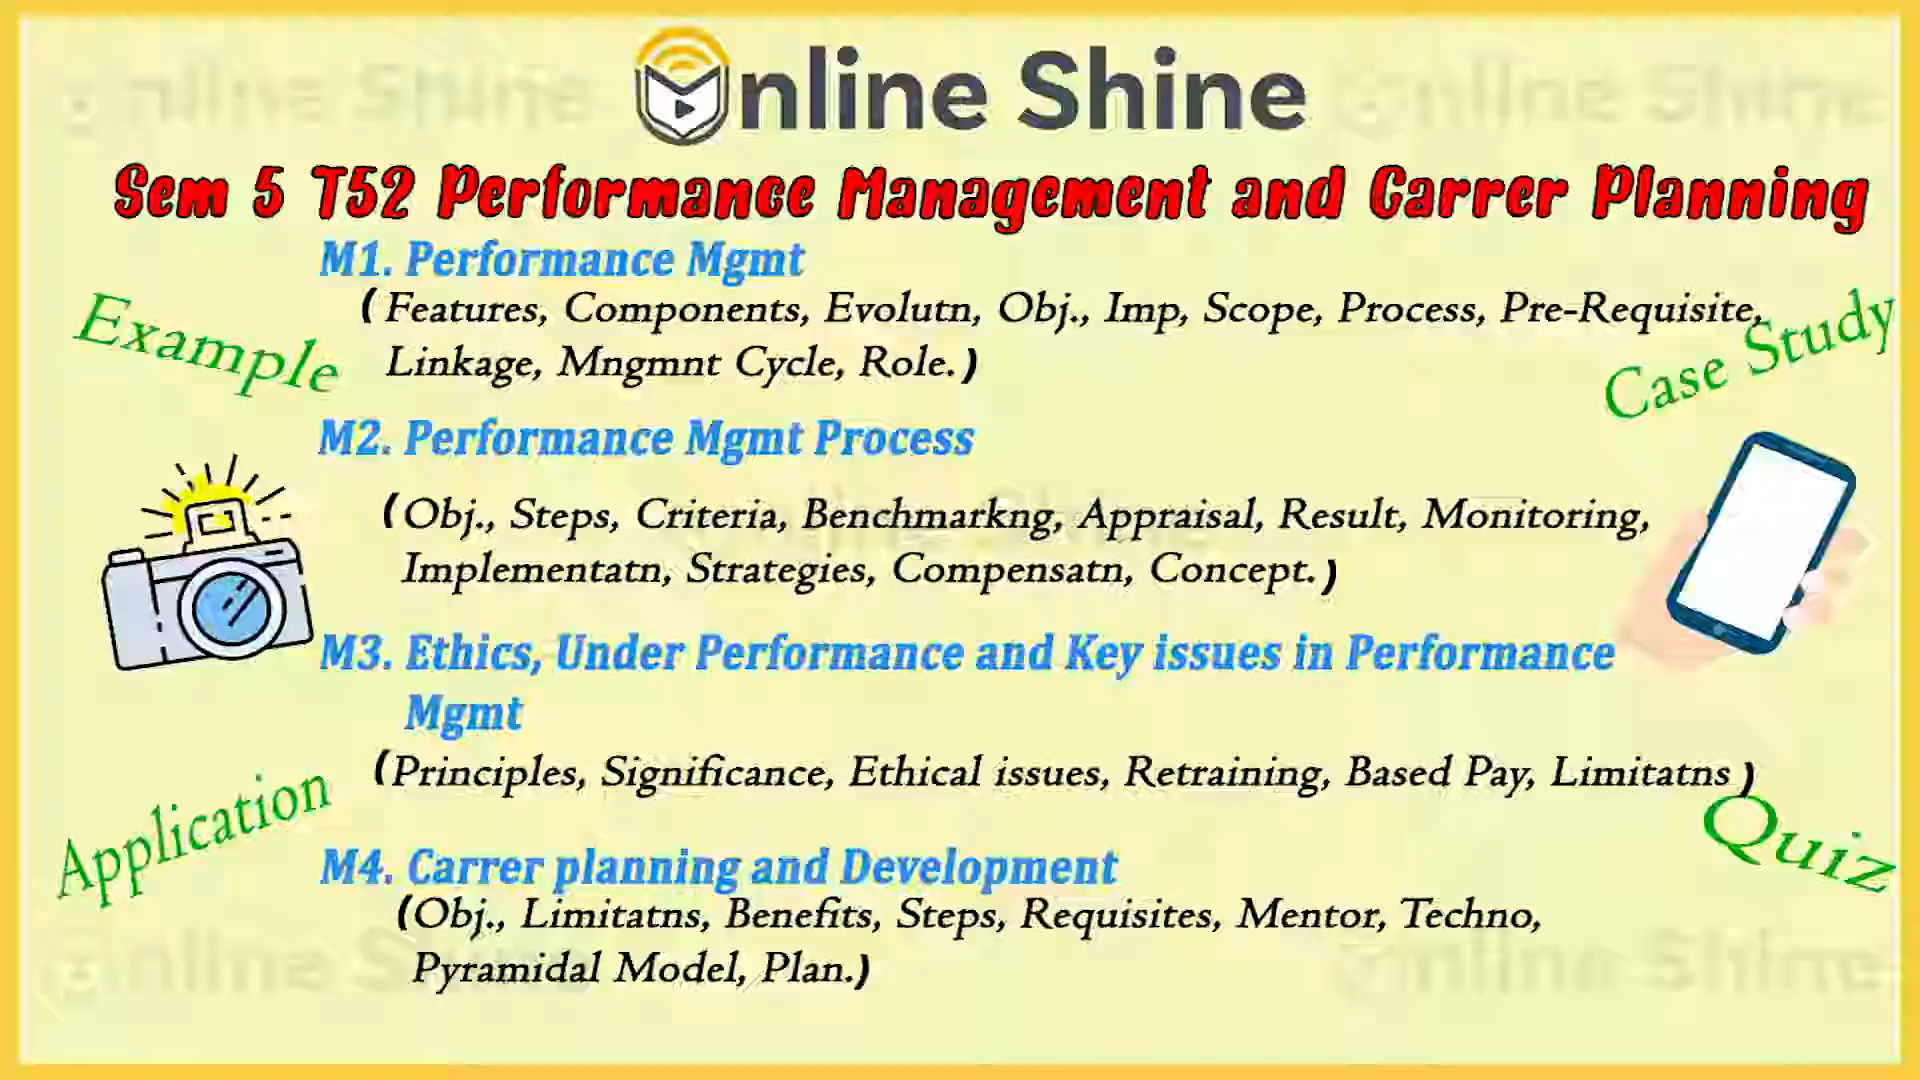 Online Shine
Sem 5 T52 Performance Management and Carrer Planning
M1. Performance Mgmt
(Features, Components, Evolutn, Obj., Imp, Scope, Process, Pre-Requisite,
Linkage, Mngmnt Cycle, Role.)
Example
Case Study
M2. Performance Mgmt Process
(Obj., Steps, Criteria, Benchmarkng, Appraisal, Result, Monitoring,
Implementatn, Strategies, Compensatn, Concept.)
M3. Ethics, Under Performance and Key issues in Performance
Mgmt
(Principles, Significance, Ethical issues, Retraining, Based Pay, Limitatns)
Application
Quiz
M4. Carrer planning and Development
(Obj., Limitatns, Benefits, Steps, Requisites, Mentor, Techno,
Pyramidal Model, Plan.)